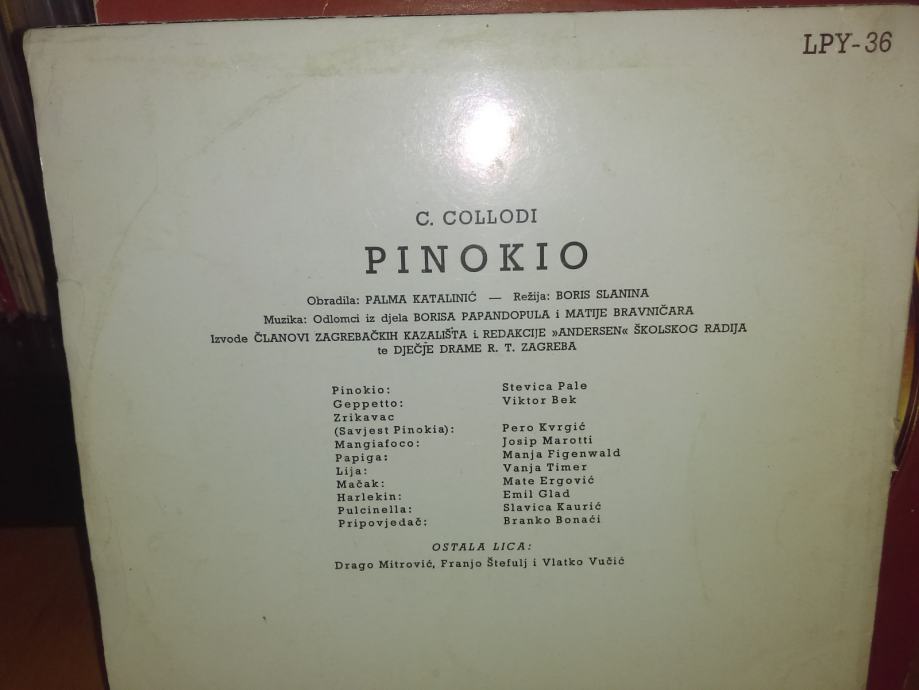 LPY-36
C. COLLODI
PINOKIO
Obradila: PALMA KATALINIĆ — Režija: BORIS SLANINA
Muzika: Odlomci iz djela BORISA PAPANDOPULA i MATIJE BRAVNIČARA
Izvode ČLANOVI ZAGREBAČKIH KAZALIŠTA i REDAKCIJE »ANDERSEN« ŠKOLSKOG RADIJA
te DJEČJE DRAME R. T. ZAGREBA
Pinokio: Stevica Pale
Geppetto: Viktor Bek
Zrikavac
(Savjest Pinokia): Pero Kvrgić
Mangiafoco: Josip Marotti
Papiga: Manja Figenwald
Lija: Vanja Timer
Mačak: Mate Ergović
Harlekin: Emil Glad
Pulcinella: Slavica Kaurić
Pripovjedač: Branko Bonaći
OSTALA LICA:
Drago Mitrović, Franjo Štefulj i Vlatko Vučić